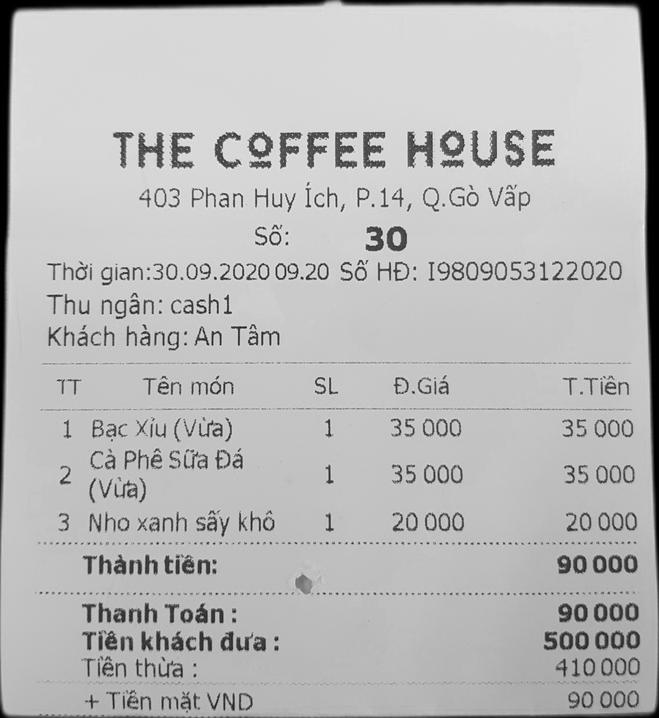 THE COFFEE HOUSE
403 Phan Huy Ích, P.14, Q.Gò Vấp
Số: 30
Thời gian:30.09.2020 09.20 Số HĐ: I9809053122020
Thu ngân: cash1
Khách hàng: An Tâm
TT Tên món SL Đ.Giá T.Tiền
1 Bạc Xỉu (Vừa) 1 35 000 35 000
2 Cà Phê Sữa Đá (Vừa) 1 35 000 35 000
3 Nho xanh sấy khô 1 20 000 20 000
Thành tiền: 90 000
Thanh Toán : 90 000
Tiền khách đưa : 500 000
Tiền thừa : 410 000
+ Tiền mặt VND 90 000